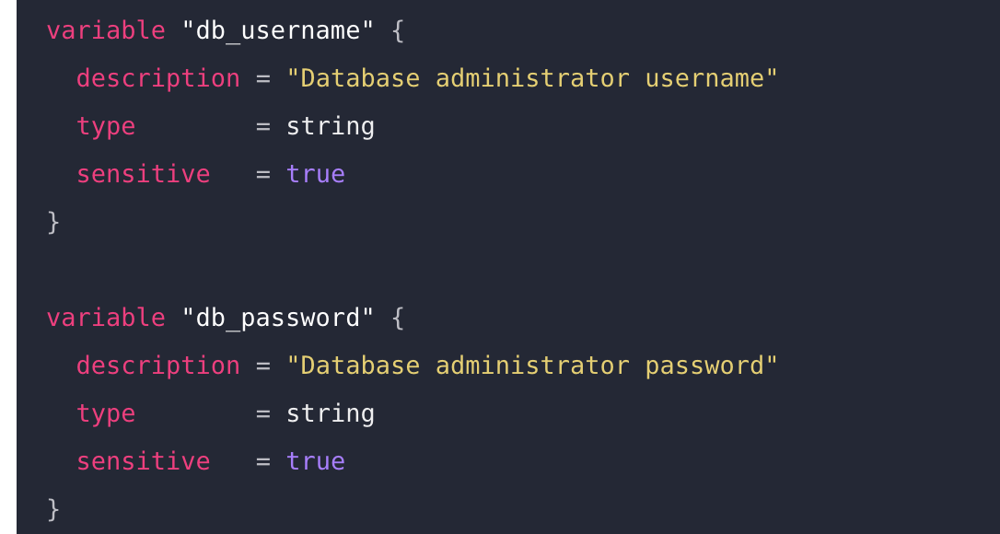 variable "db_username" {
  description = "Database administrator username"
  type        = string
  sensitive   = true
}

variable "db_password" {
  description = "Database administrator password"
  type        = string
  sensitive   = true
}